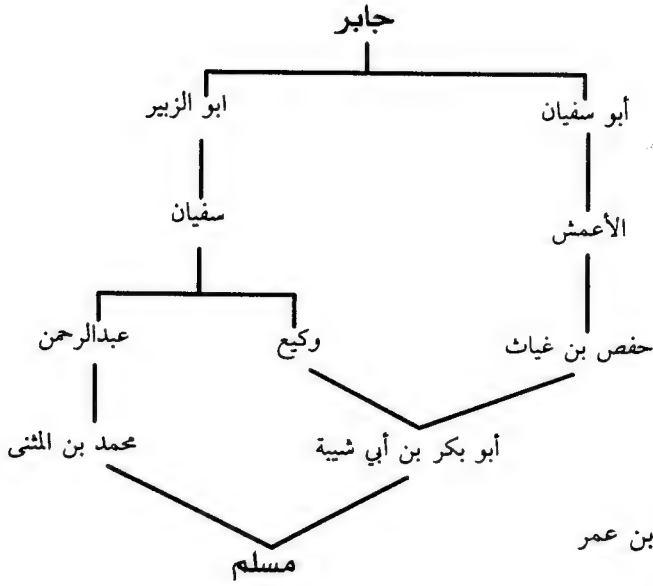 جابر
أبو سفيان ابو الزبير
الأعمش سفيان
حفص بن غياث وكيع عبدالرحمن
أبو بكر بن أبي شيبة محمد بن المثنى
بن عمر
مسلم